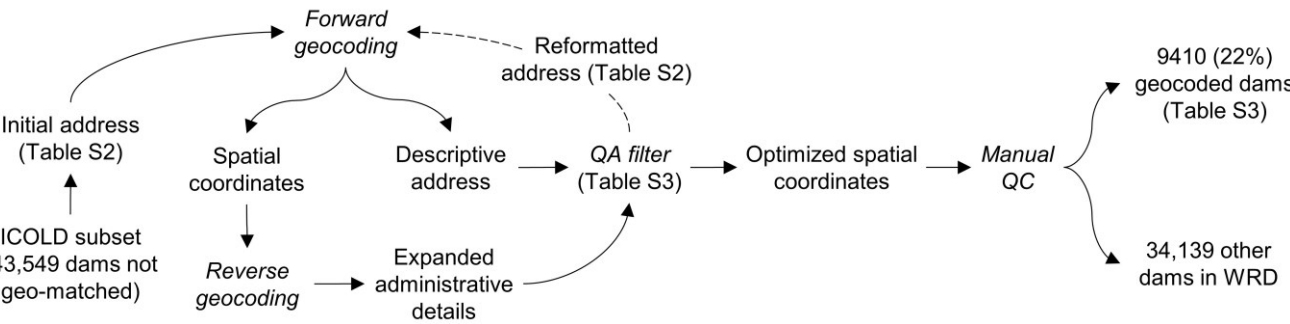 Forward
geocoding
Reformatted
address (Table S2)
Initial address
(Table S2)
ICOLD subset
43,549 dams not
geo-matched)
Spatial
coordinates
Descriptive
address
QA filter
(Table S3)
Reverse
geocoding
Expanded
administrative
details
Optimized spatial
coordinates
Manual
QC
9410 (22%)
geocoded dams
(Table S3)
34,139 other
dams in WRD